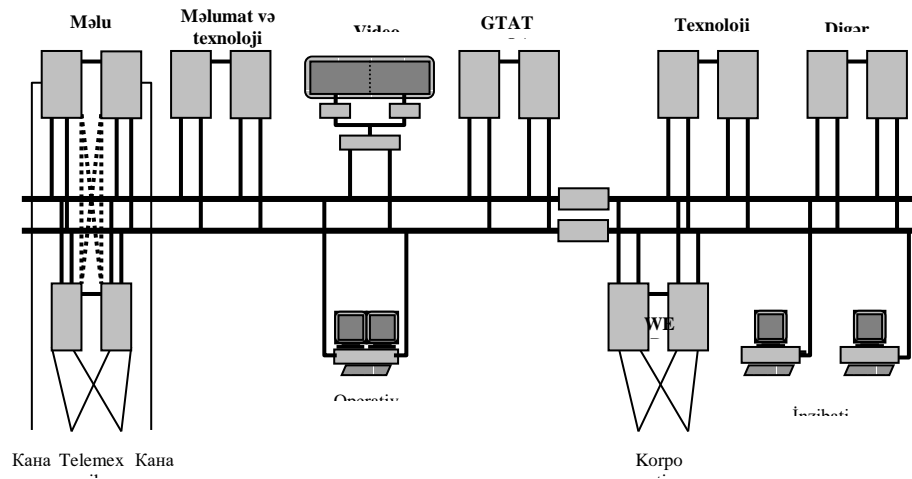 Məlu
Məlumat və
texnoloji
Video
GTAT
Texnoloji
Digər
WE
Operativ
İnzibati
Кана Telemex Кана
Korpo